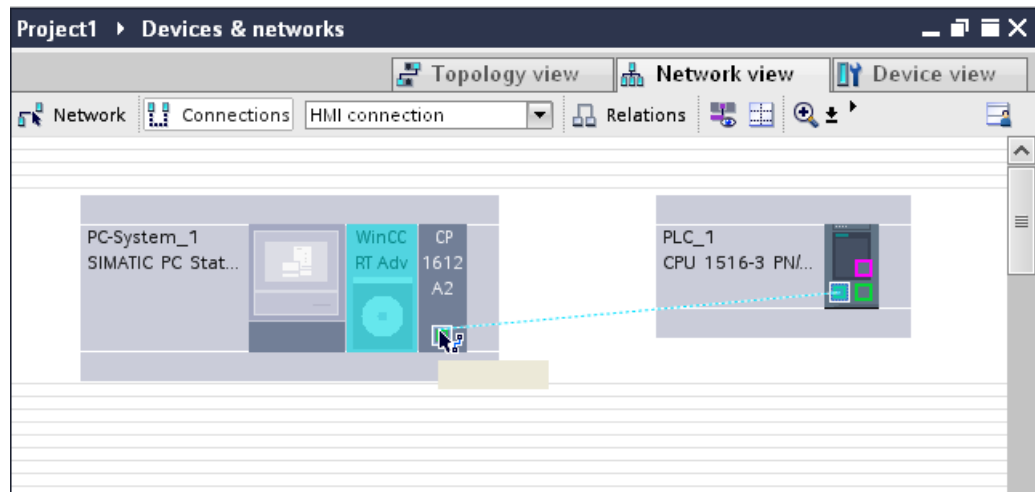 Project1 ▸ Devices & networks
Topology view
Network view
Device view
Network
Connections
HMI connection
Relations
PC-System_1
SIMATIC PC Stat...
WinCC
RT Adv
CP
1612
A2
PLC_1
CPU 1516-3 PN/...